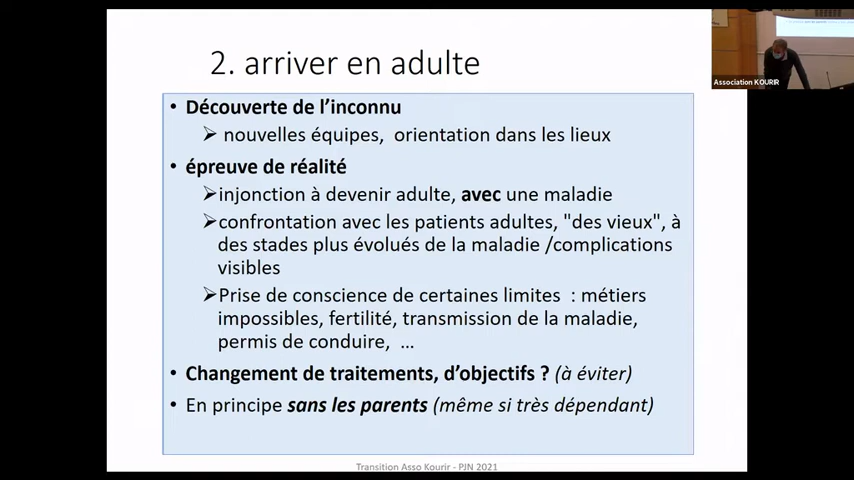 2. arriver en adulte
• Découverte de l'inconnu
➢ nouvelles équipes, orientation dans les lieux
• épreuve de réalité
➢injonction à devenir adulte, avec une maladie
➢confrontation avec les patients adultes, "des vieux", à
des stades plus évolués de la maladie /complications
visibles
➢Prise de conscience de certaines limites : métiers
impossibles, fertilité, transmission de la maladie,
permis de conduire, …
• Changement de traitements, d'objectifs ? (à éviter)
• En principe sans les parents (même si très dépendant)
Transition Asso Kourir - PJN 2021
Association KOURIR